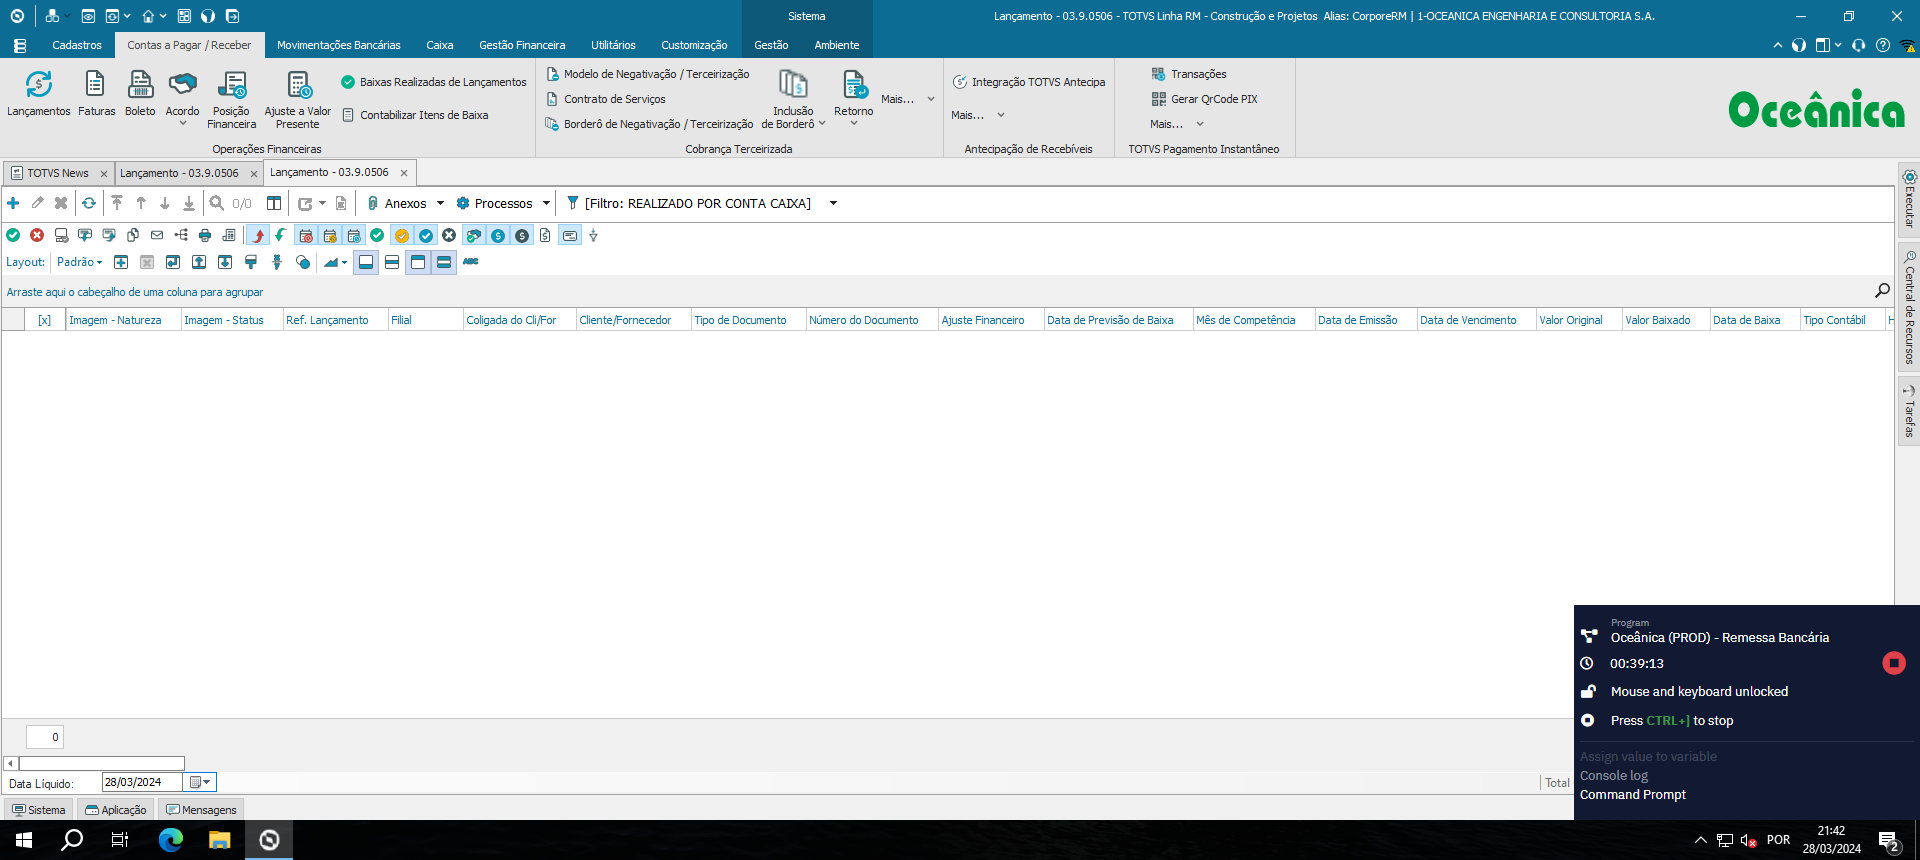 Sistema
Lançamento - 03.9.0506 - TOTVS Linha RM - Construção e Projetos  Alias: CorporeRM | 1-OCEANICA ENGENHARIA E CONSULTORIA S.A.
Cadastros
Contas a Pagar / Receber
Movimentações Bancárias
Caixa
Gestão Financeira
Utilitários
Customização
Gestão
Ambiente
Lançamentos
Faturas
Boleto
Acordo
Posição
Financeira
Ajuste a Valor
Presente
Baixas Realizadas de Lançamentos
Contabilizar Itens de Baixa
Operações Financeiras
Modelo de Negativação / Terceirização
Contrato de Serviços
Borderô de Negativação / Terceirização
Inclusão
de Borderô
Retorno
Mais...
Cobrança Terceirizada
Integração TOTVS Antecipa
Mais...
Antecipação de Recebíveis
Transações
Gerar QrCode PIX
Mais...
TOTVS Pagamento Instantâneo
Oceânica
TOTVS News
Lançamento - 03.9.0506
Lançamento - 03.9.0506
0/0
Anexos
Processos
[Filtro: REALIZADO POR CONTA CAIXA]
Layout:
Padrão
ABC
Arraste aqui o cabeçalho de uma coluna para agrupar
[x]
Imagem - Natureza
Imagem - Status
Ref. Lançamento
Filial
Coligada do Cli/For
Cliente/Fornecedor
Tipo de Documento
Número do Documento
Ajuste Financeiro
Data de Previsão de Baixa
Mês de Competência
Data de Emissão
Data de Vencimento
Valor Original
Valor Baixado
Data de Baixa
Tipo Contábil
H
Executar
Central de Recursos
Tarefas
0
Data Líquido:
28/03/2024
Total
Sistema
Aplicação
Mensagens
Program
Oceânica (PROD) - Remessa Bancária
00:39:13
Mouse and keyboard unlocked
Press CTRL+] to stop
Assign value to variable
Console log
Command Prompt
POR
21:42
28/03/2024
2